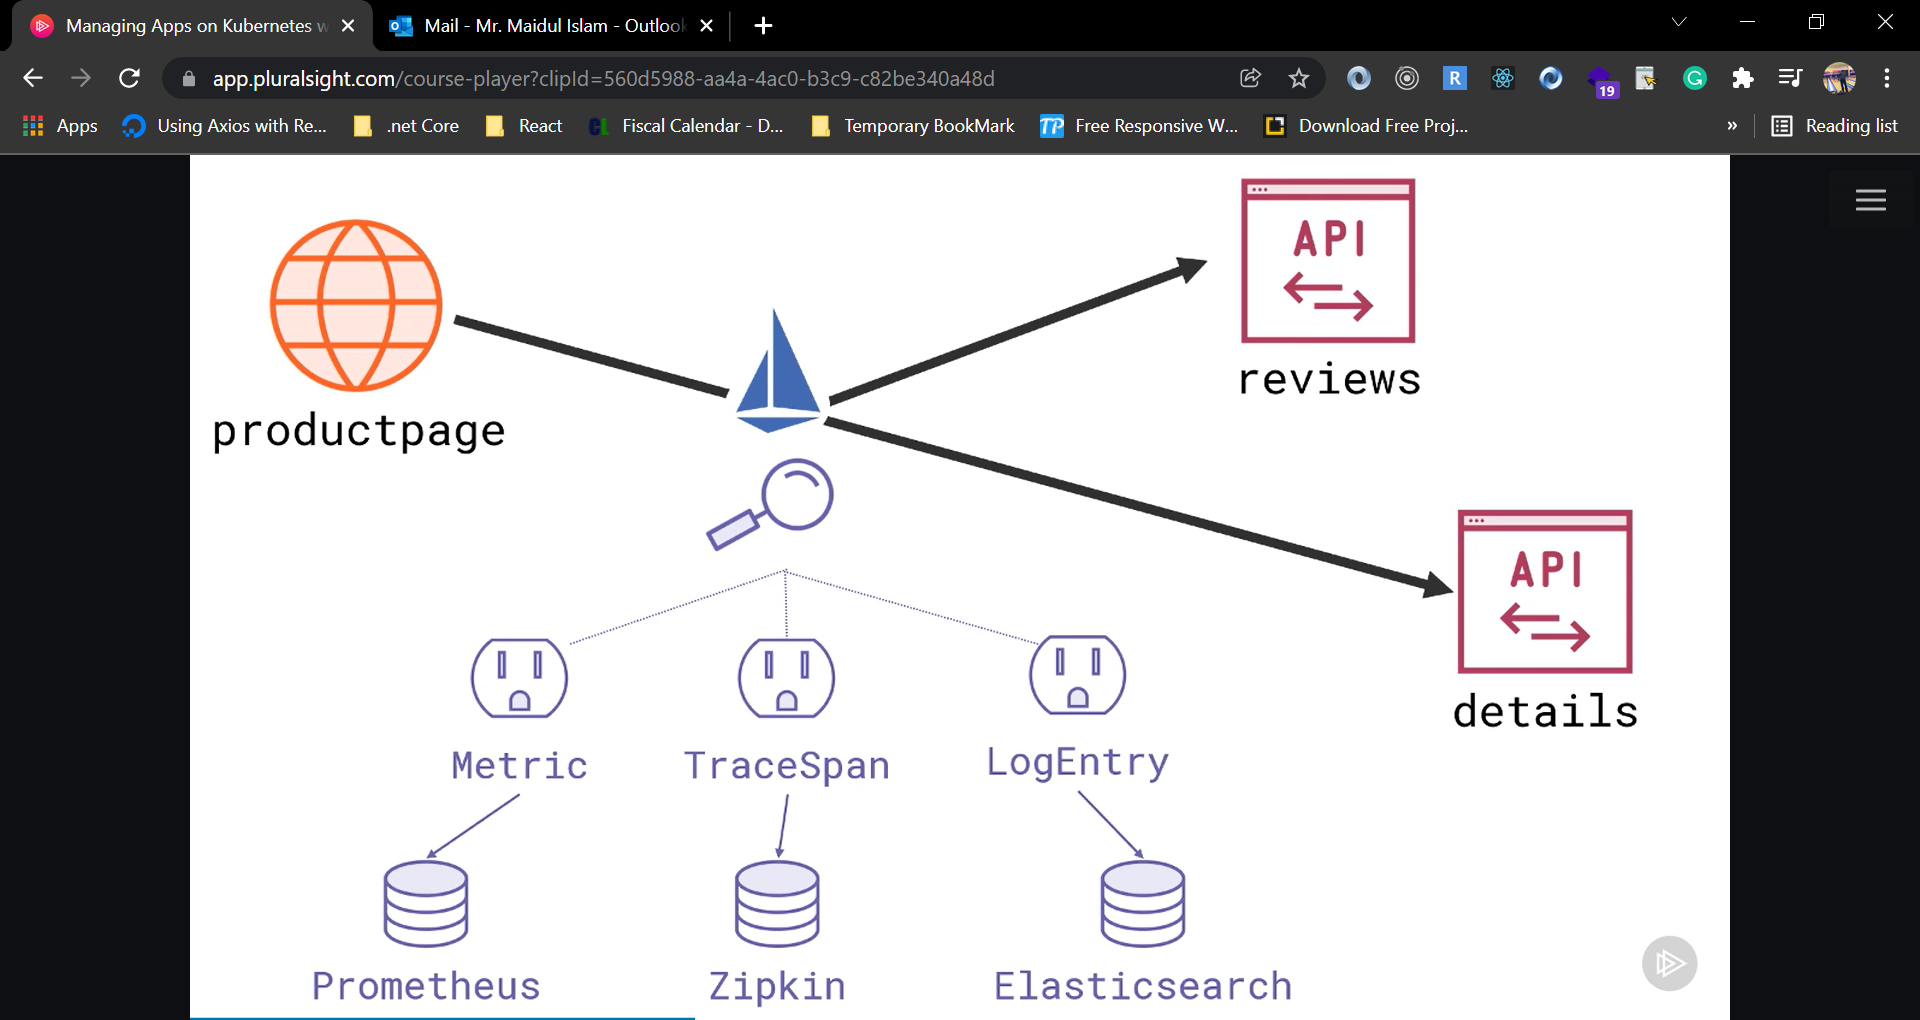 Managing Apps on Kubernetes w
Mail - Mr. Maidul Islam - Outlook
app.pluralsight.com/course-player?clipId=560d5988-aa4a-4ac0-b3c9-c82be340a48d
R
19
G
Apps
Using Axios with Re...
.net Core
React
CL
Fiscal Calendar - D...
Temporary BookMark
TP
Free Responsive W...
Download Free Proj...
»
Reading list
API
reviews
productpage
API
details
Metric
TraceSpan
LogEntry
Prometheus
Zipkin
Elasticsearch